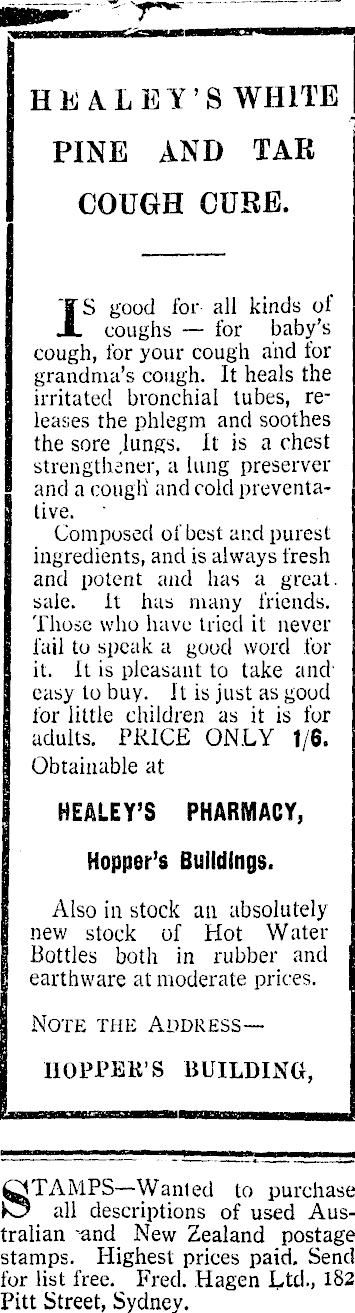 HEALEY'S WHITE
PINE AND TAR
COUGH CURE.
IS good for all kinds of
coughs — for baby's
cough, for your cough and for
grandma's cough. It heals the
irritated bronchial tubes, re-
leases the phlegm and soothes
the sore lungs. It is a chest
strengthener, a lung preserver
and a cough and cold preventa-
tive.
Composed of best and purest
ingredients, and is always fresh
and potent and has a great
sale. It has many friends.
Those who have tried it never
fail to speak a good word for
it. It is pleasant to take and
easy to buy. It is just as good
for little children as it is for
adults. PRICE ONLY 1/6.
Obtainable at
HEALEY'S PHARMACY,
Hopper's Buildings.
Also in stock an absolutely
new stock of Hot Water
Bottles both in rubber and
earthware at moderate prices.
NOTE THE ADDRESS—
HOPPER'S BUILDING,
STAMPS—Wanted to purchase
all descriptions of used Aus-
tralian and New Zealand postage
stamps. Highest prices paid. Send
for list free. Fred. Hagen Ltd., 182
Pitt Street, Sydney.